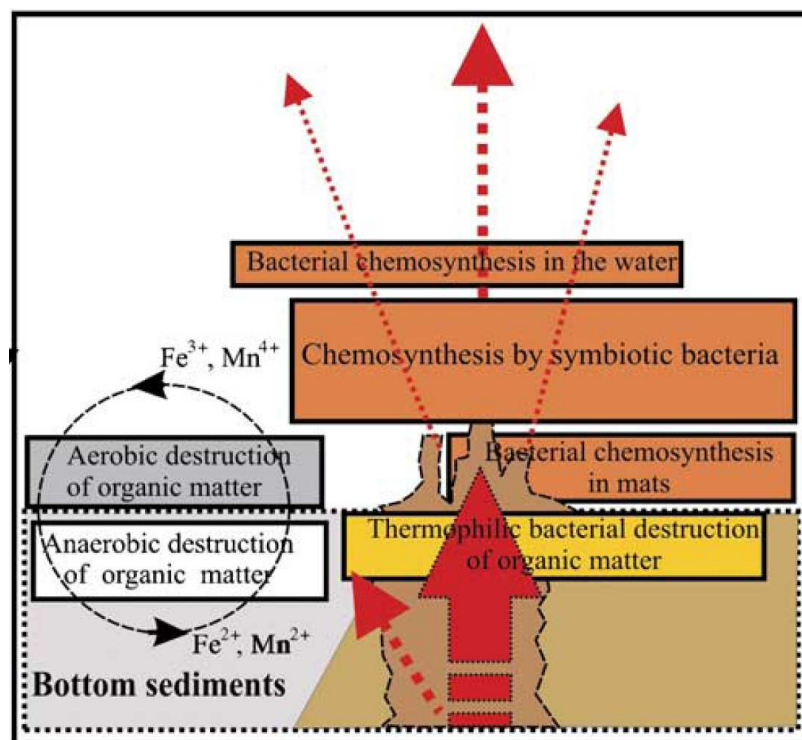 Bacterial chemosynthesis in the water
Chemosynthesis by symbiotic bacteria
Fe³⁺, Mn⁴⁺
Aerobic destruction
of organic matter
Bacterial chemosynthesis
in mats
Anaerobic destruction
of organic matter
Thermophilic bacterial destruction
of organic matter
Fe²⁺, Mn²⁺
Bottom sediments